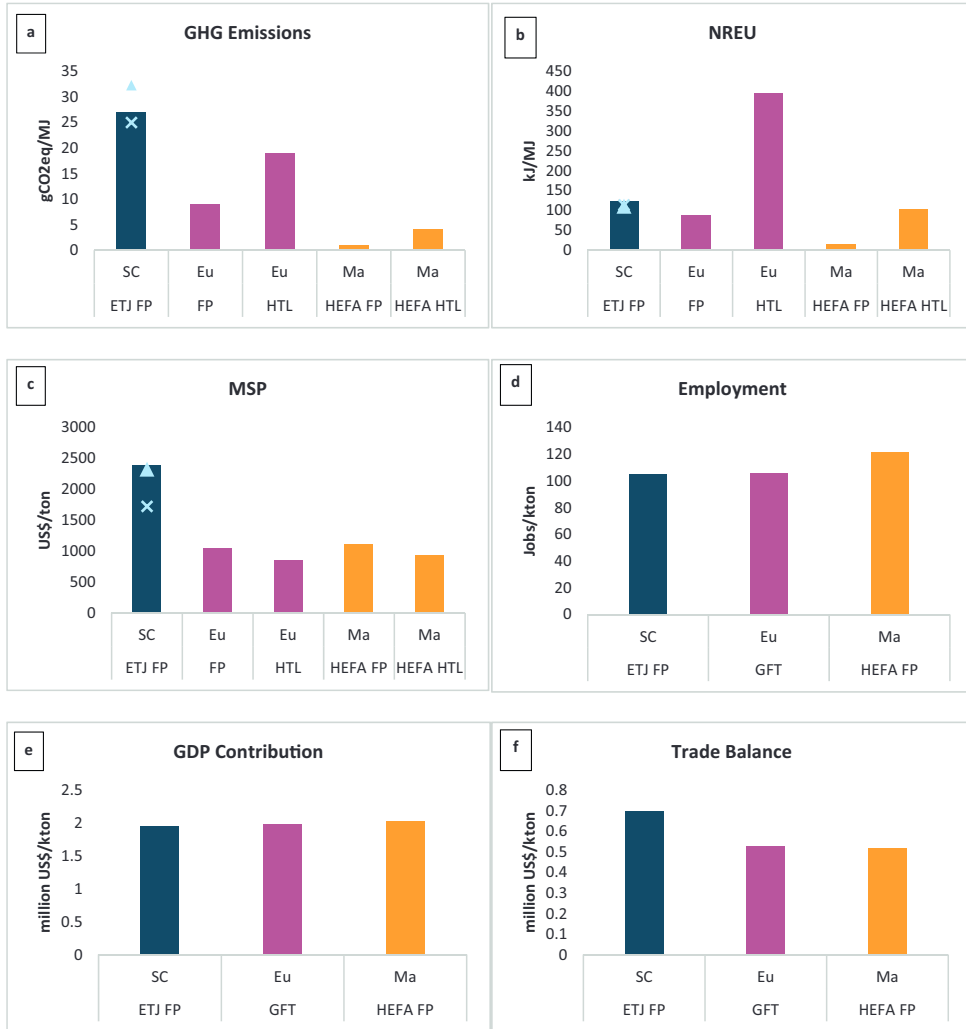 a
GHG Emissions
gCO2eq/MJ
35
30
25
20
15
10
5
0
SC Eu Eu Ma Ma
ETJ FP FP HTL HEFA FP HEFA HTL
b
NREU
kJ/MJ
450
400
350
300
250
200
150
100
50
0
SC Eu Eu Ma Ma
ETJ FP FP HTL HEFA FP HEFA HTL
c
MSP
US$/ton
3000
2500
2000
1500
1000
500
0
SC Eu Eu Ma Ma
ETJ FP FP HTL HEFA FP HEFA HTL
d
Employment
Jobs/kton
140
120
100
80
60
40
20
0
SC Eu Ma
ETJ FP GFT HEFA FP
e
GDP Contribution
million US$/kton
2.5
2
1.5
1
0.5
0
SC Eu Ma
ETJ FP GFT HEFA FP
f
Trade Balance
million US$/kton
0.8
0.7
0.6
0.5
0.4
0.3
0.2
0.1
0
SC Eu Ma
ETJ FP GFT HEFA FP